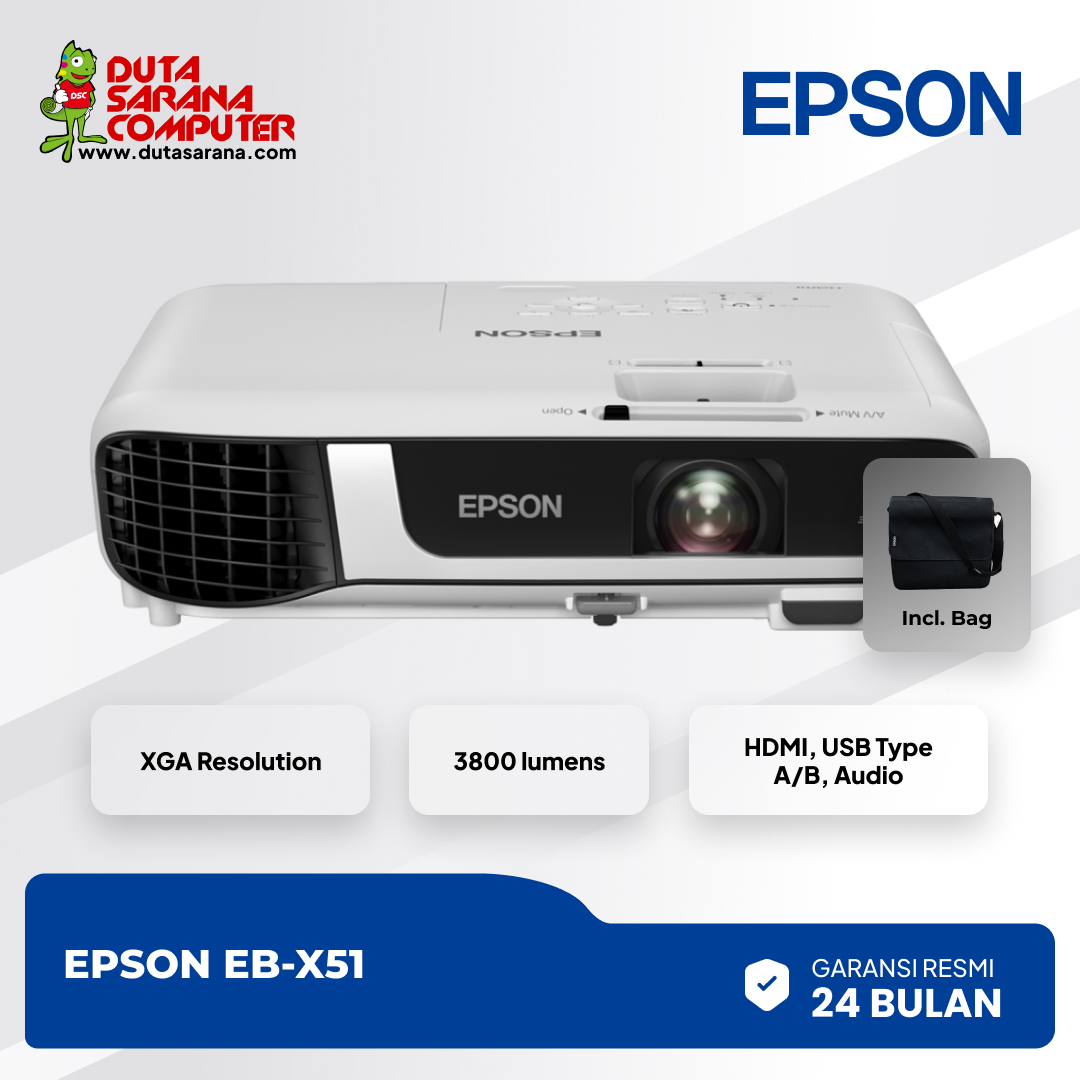 DUTA
SARANA
COMPUTER
www.dutasarana.com
DSC
EPSON
EPSON
Open
A/V Mute
EPSON
Incl. Bag
XGA Resolution
3800 lumens
HDMI, USB Type
A/B, Audio
EPSON EB-X51
GARANSI RESMI
24 BULAN